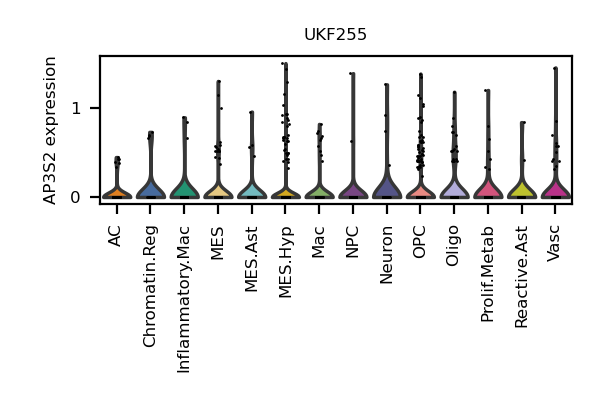 UKF255
AP3S2 expression
1
0
AC
Chromatin.Reg
Inflammatory.Mac
MES
MES.Ast
MES.Hyp
Mac
NPC
Neuron
OPC
Oligo
Prolif.Metab
Reactive.Ast
Vasc